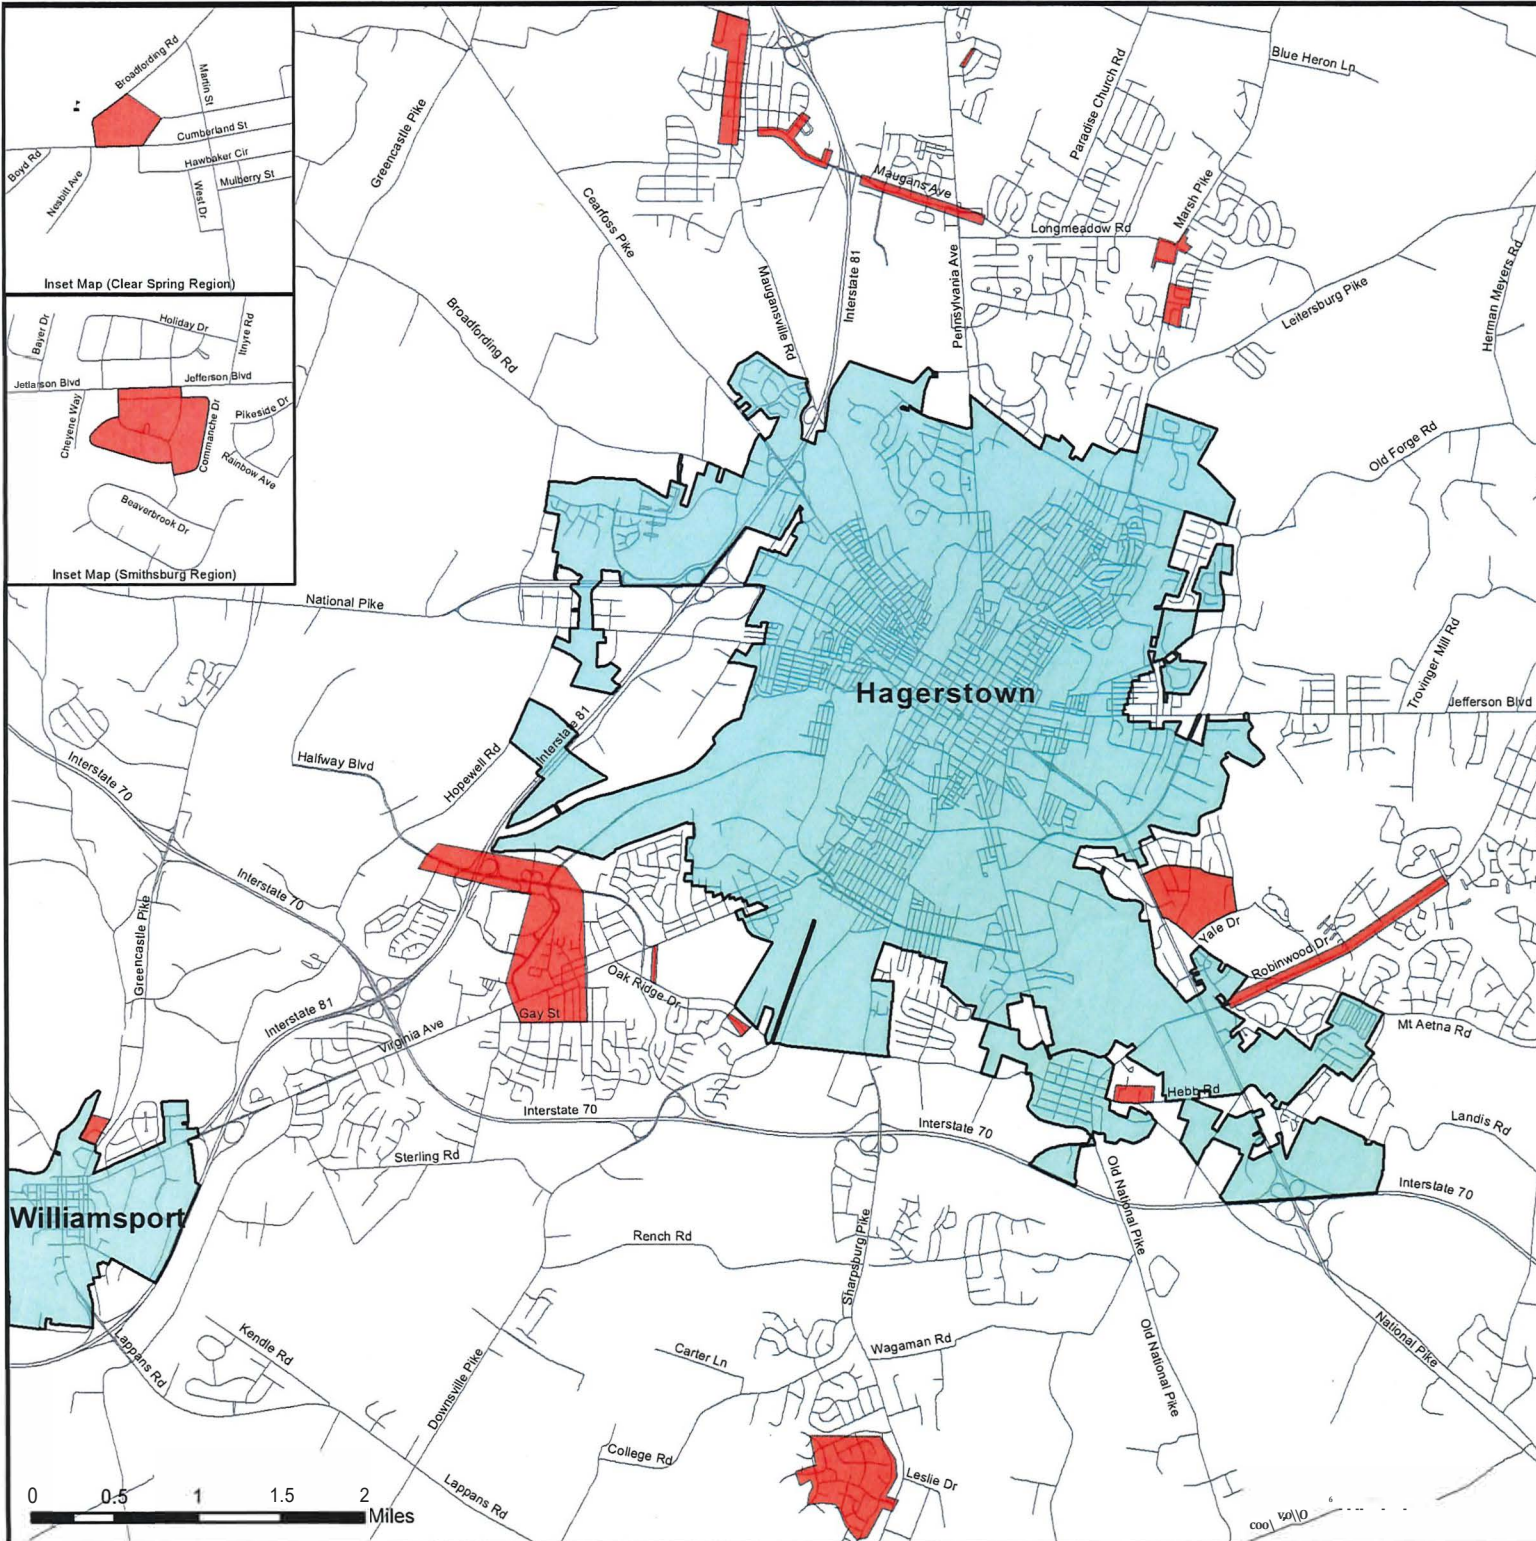 Broadfording Rd
Martin St
Cumberland St
Boyd Rd
Hawbaker Cir
Nesbitt Ave
Mulberry St
West Dr
Inset Map (Clear Spring Region)
Bayer Dr
Holiday Dr
Itnyre Rd
Jetlarson Blvd
Jefferson Blvd
Cheyene Way
Commanche Dr
Pikeside Dr
Rainbow Ave
Beaverbrook Dr
Inset Map (Smithsburg Region)
Greencastle Pike
Cearfoss Pike
Broadfording Rd
Maugansville Rd
Interstate 81
Maugans Ave
Pennsylvania Ave
Paradise Church Rd
Blue Heron Ln
Marsh Pike
Longmeadow Rd
Leitersburg Pike
Herman Meyers Rd
Old Forge Rd
National Pike
Trovinger Mill Rd
Jefferson Blvd
Hagerstown
Interstate 81
Hopewell Rd
Halfway Blvd
Interstate 70
Interstate 70
Greencastle Pike
Interstate 81
Virginia Ave
Gay St
Oak Ridge Dr
Yale Dr
Robinwood Dr
Mt Aetna Rd
Hebb Rd
Landis Rd
Interstate 70
Interstate 70
Interstate 70
Sterling Rd
Williamsport
Rench Rd
Sharpsburg Pike
Old National Pike
Old National Pike
National Pike
Wagaman Rd
Carter Ln
Kendle Rd
Lappans Rd
Downsville Pike
College Rd
Lappans Rd
Leslie Dr
0 0.5 1 1.5 2
Miles